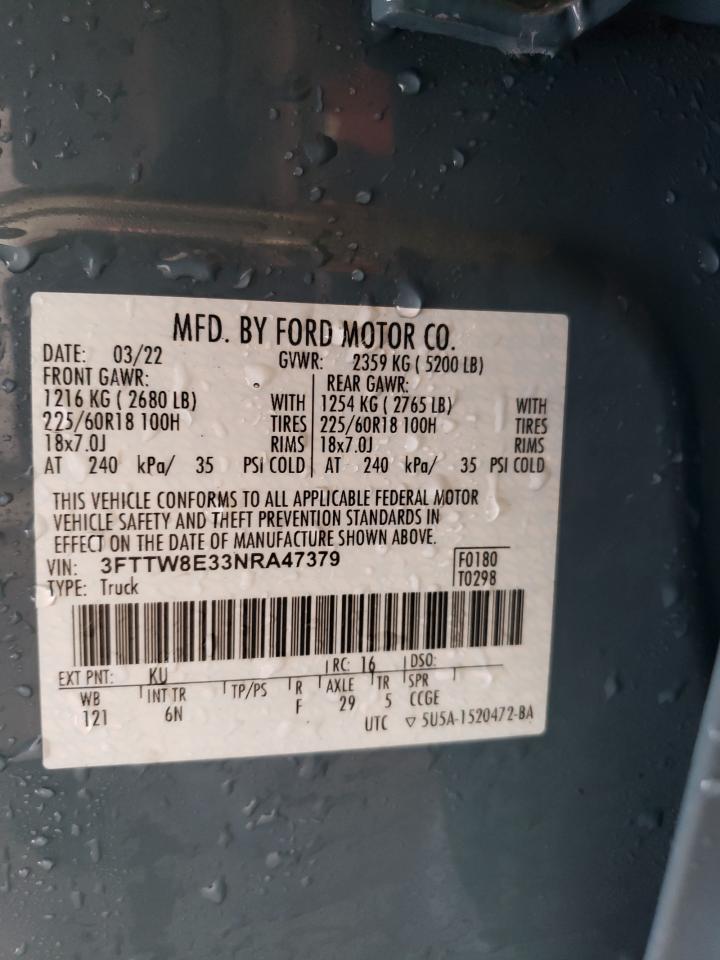 MFD. BY FORD MOTOR CO.
DATE: 03/22 GVWR: 2359 KG ( 5200 LB)
FRONT GAWR: REAR GAWR:
1216 KG ( 2680 LB) WITH 1254 KG ( 2765 LB) WITH
225/60R18 100H TIRES 225/60R18 100H TIRES
18x7.0J RIMS 18x7.0J RIMS
AT 240 kPa/ 35 PSI COLD AT 240 kPa/ 35 PSI COLD
THIS VEHICLE CONFORMS TO ALL APPLICABLE FEDERAL MOTOR
VEHICLE SAFETY AND THEFT PREVENTION STANDARDS IN
EFFECT ON THE DATE OF MANUFACTURE SHOWN ABOVE.
VIN: 3FTTW8E33NRA47379 F0180
TYPE: Truck T0298
EXT PNT: KU RC: 16 DSO:
WB INT TR TP/PS R AXLE TR SPR
121 6N F 29 5 CCGE
UTC ▽ 5U5A-1520472-BA